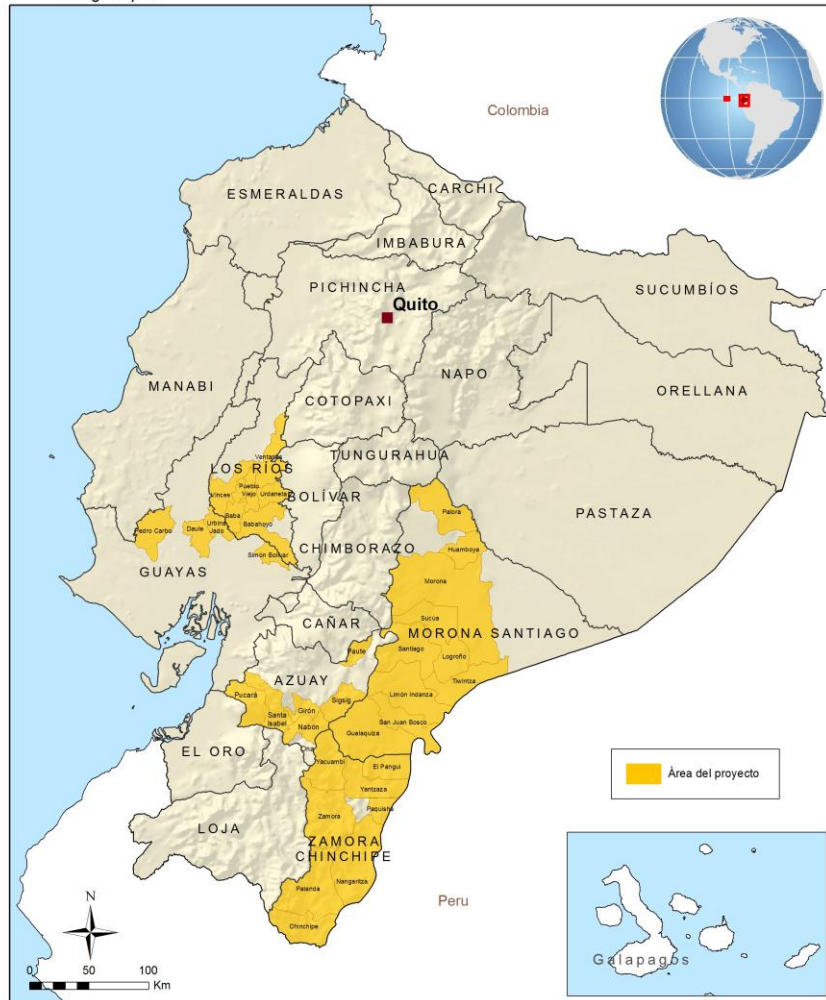 Colombia
ESMERALDAS
CARCHI
IMBABURA
PICHINCHA
Quito
SUCUMBÍOS
NAPO
ORELLANA
MANABI
COTOPAXI
TUNGURAHUA
Ventanas
LOS RÍOS
Pueblo
Viejo
Vinces
Urdaneta
BOLÍVAR
PASTAZA
Palora
Baba
Urbina
Jado
Babahoyo
Pedro Carbo
Daule
Simón Bolívar
CHIMBORAZO
Huamboya
GUAYAS
Morona
CAÑAR
Sucúa
MORONA SANTIAGO
Paute
Santiago
Logroño
AZUAY
Tiwintza
Pucará
Sigsig
Limón Indanza
Girón
Santa
Isabel
Nabón
San Juan Bosco
Gualaquiza
EL ORO
Oña
Yacuambi
El Pangui
Yantzaza
Paquisha
Zamora
LOJA
ZAMORA
CHINCHIPE
Nangaritza
Palanda
Chinchipe
Peru
Área del proyecto
Galapagos
N
0 50 100
Km